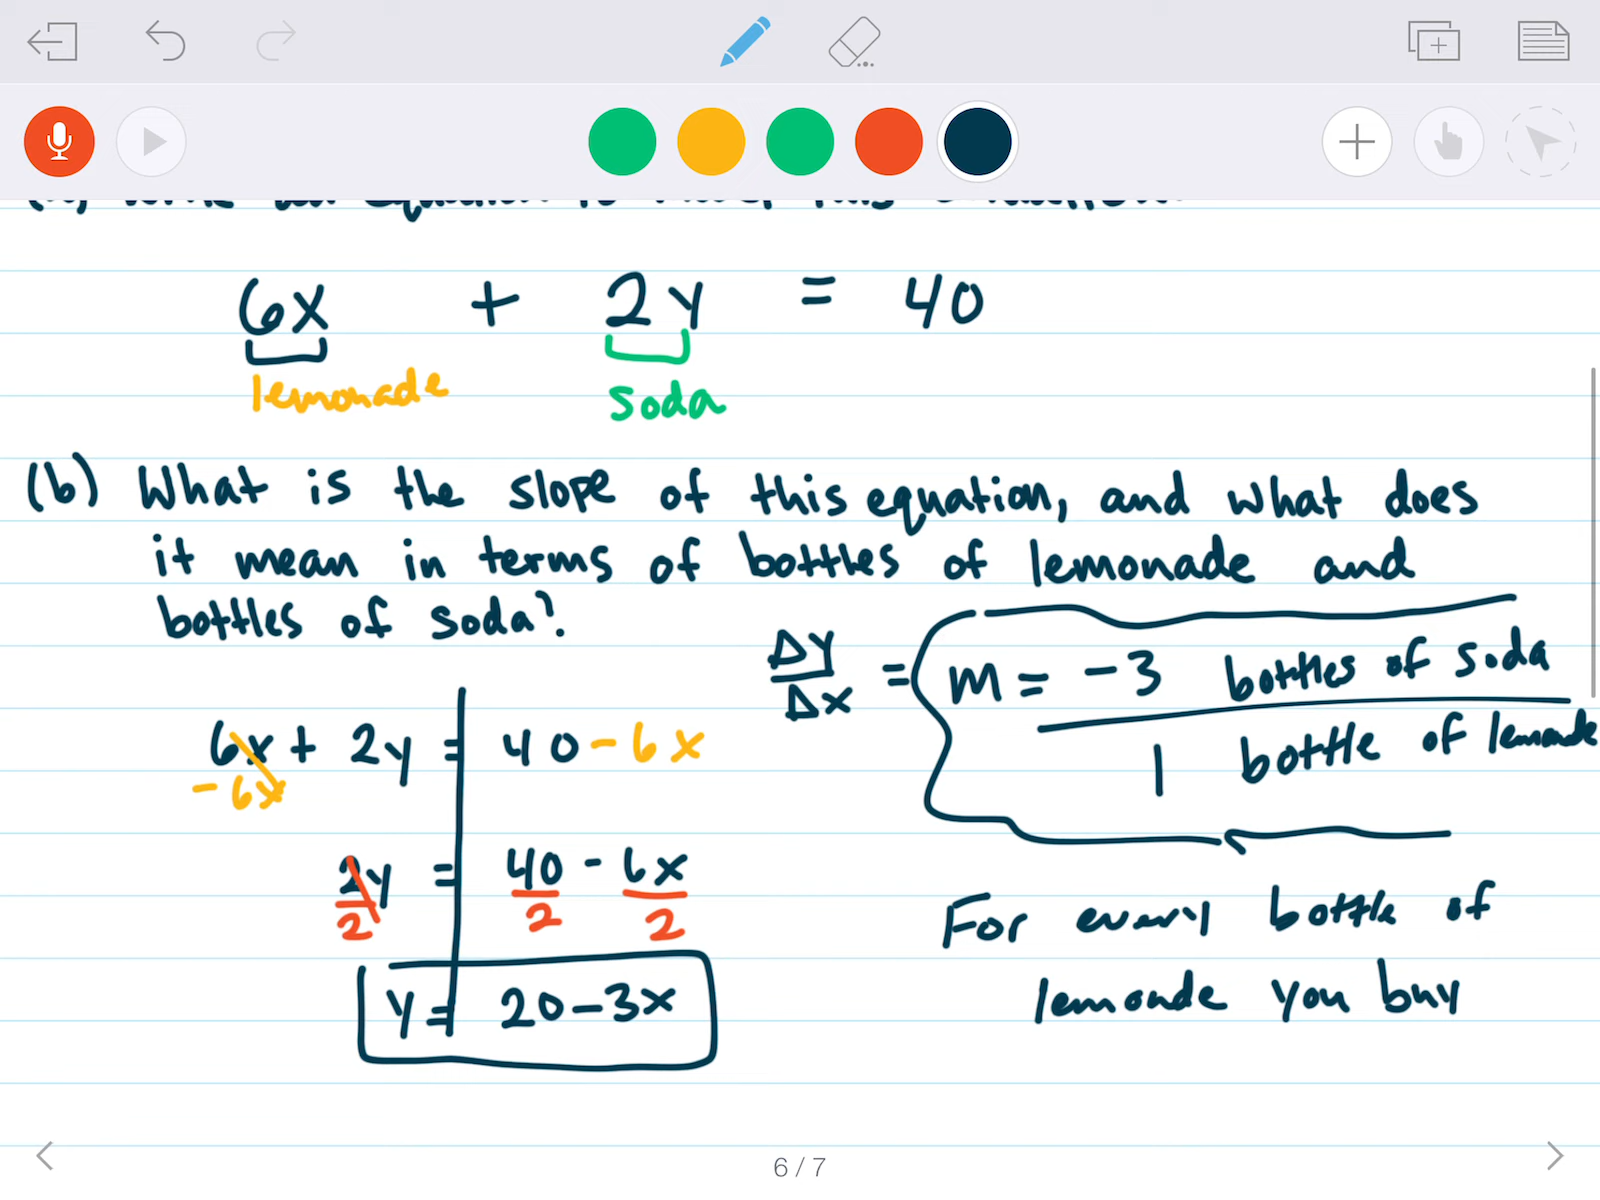 6x + 2y = 40
lemonade soda
(b) What is the slope of this equation, and what does
it mean in terms of bottles of lemonade and
bottles of soda?
ΔY/ΔX = m = -3 bottles of soda
1 bottle of lemonade
6x + 2y = 40 - 6x
- 6x
2y = 40 - 6x
2 2 2
y = 20 - 3x
For every bottle of
lemonade you buy
6 / 7